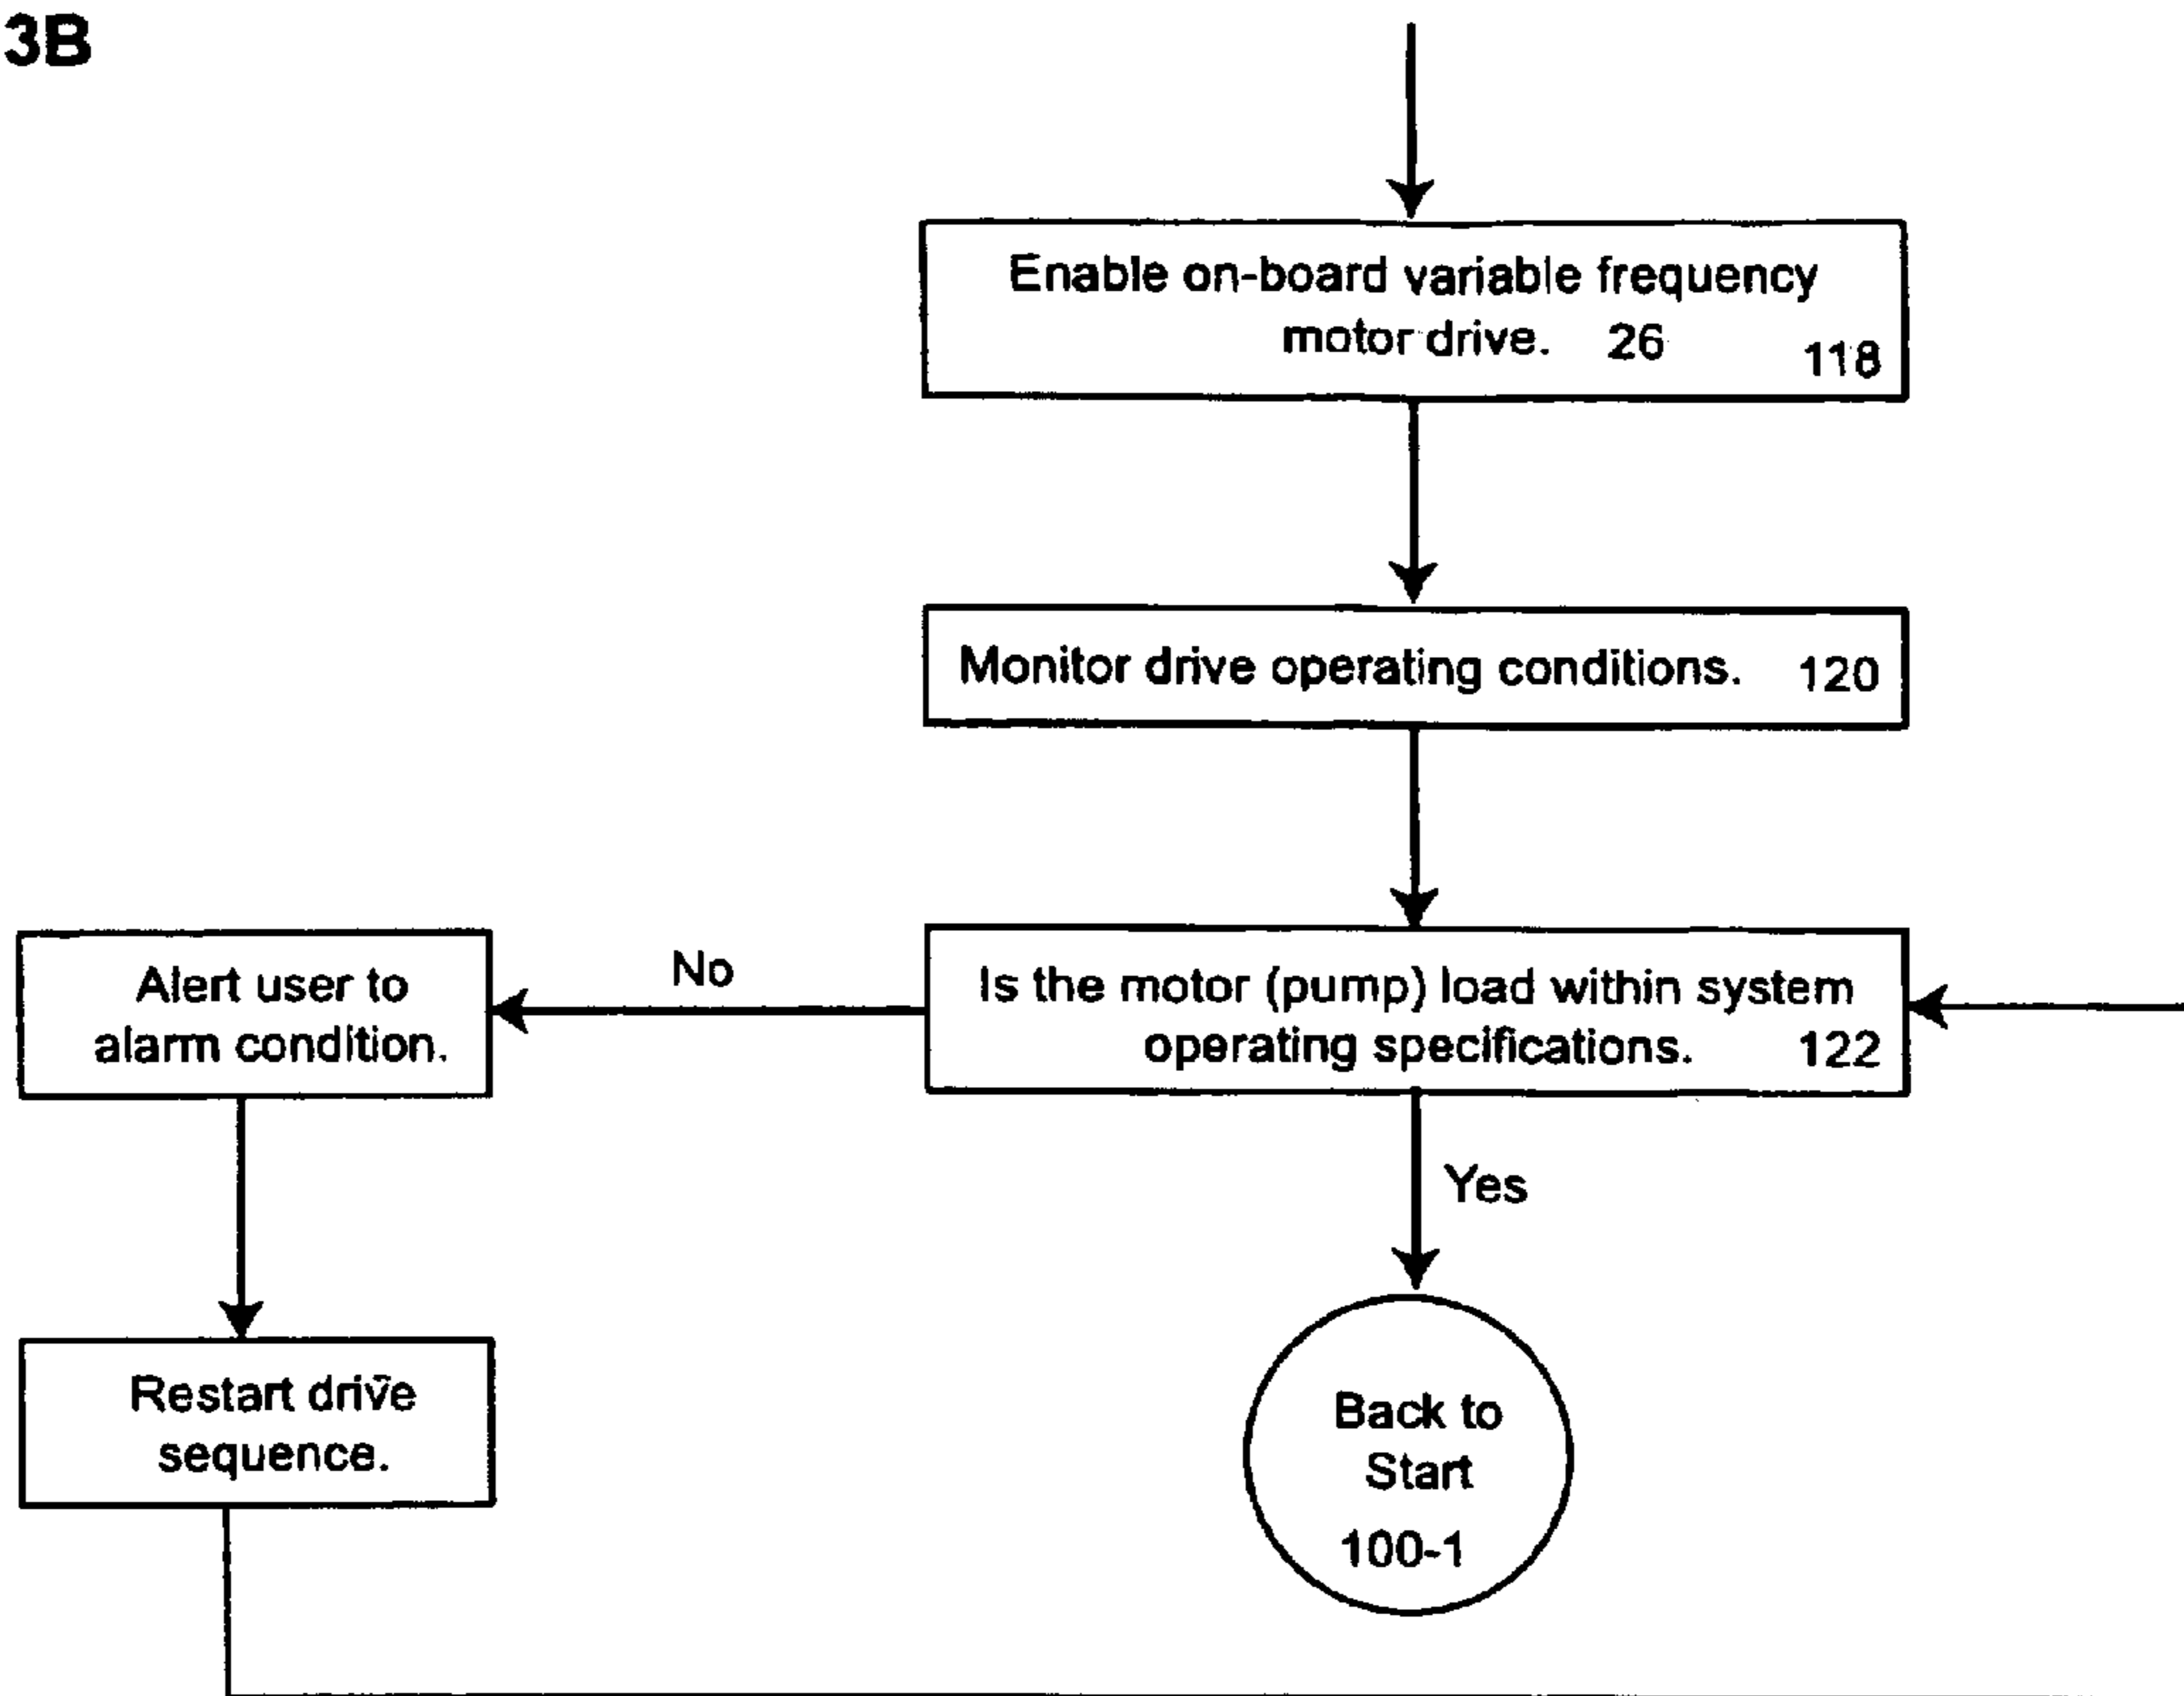 3B
Enable on-board variable frequency
motor drive. 26
118
Monitor drive operating conditions. 120
Is the motor (pump) load within system
operating specifications. 122
No
Alert user to
alarm condition.
Yes
Restart drive
sequence.
Back to
Start
100-1